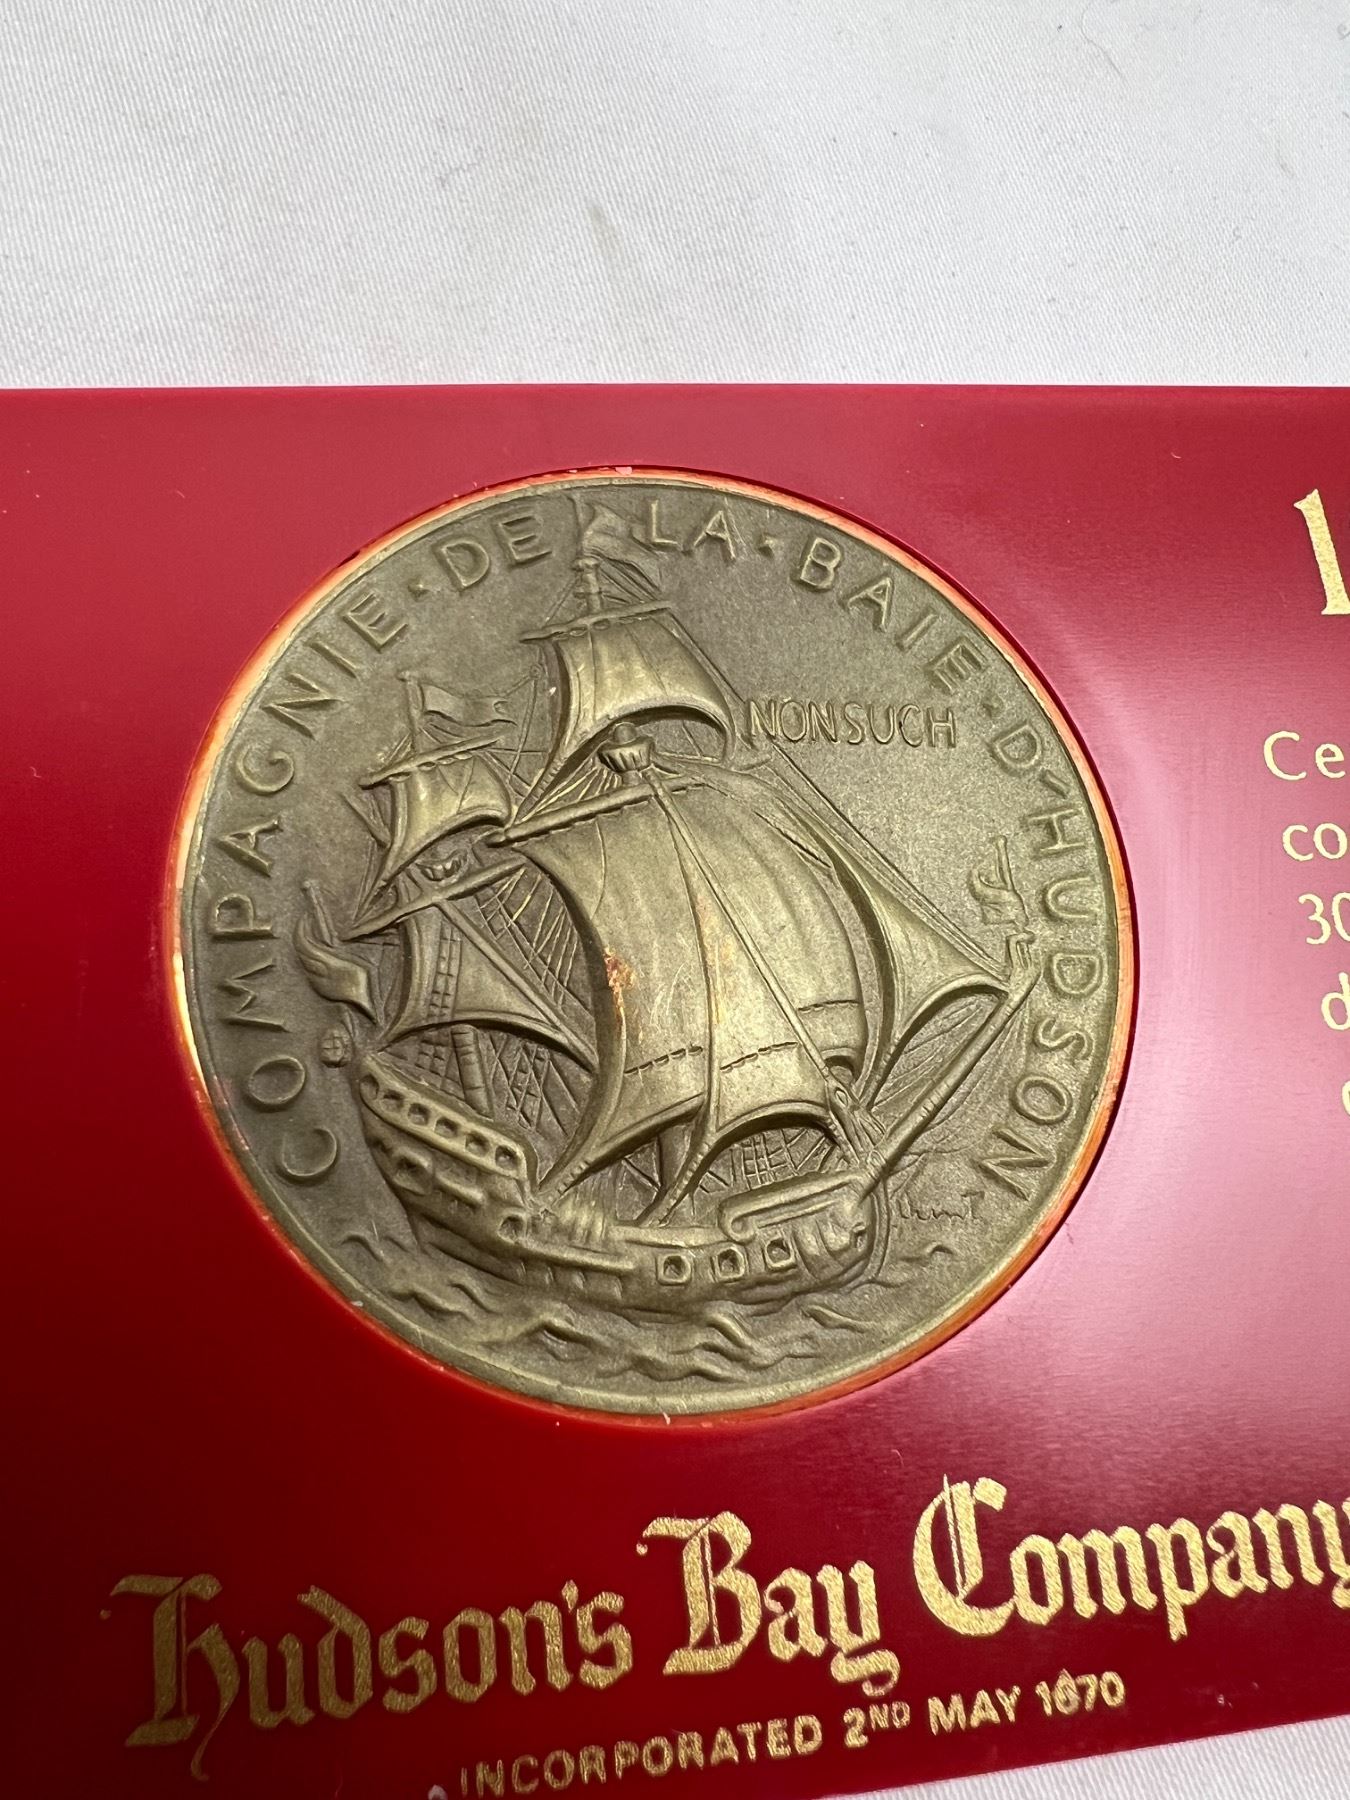 COMPAGNIE · DE LA · BAIE · D'HUDSON
NONSUCH
Hudson's Bay Company
INCORPORATED 2ND MAY 1670